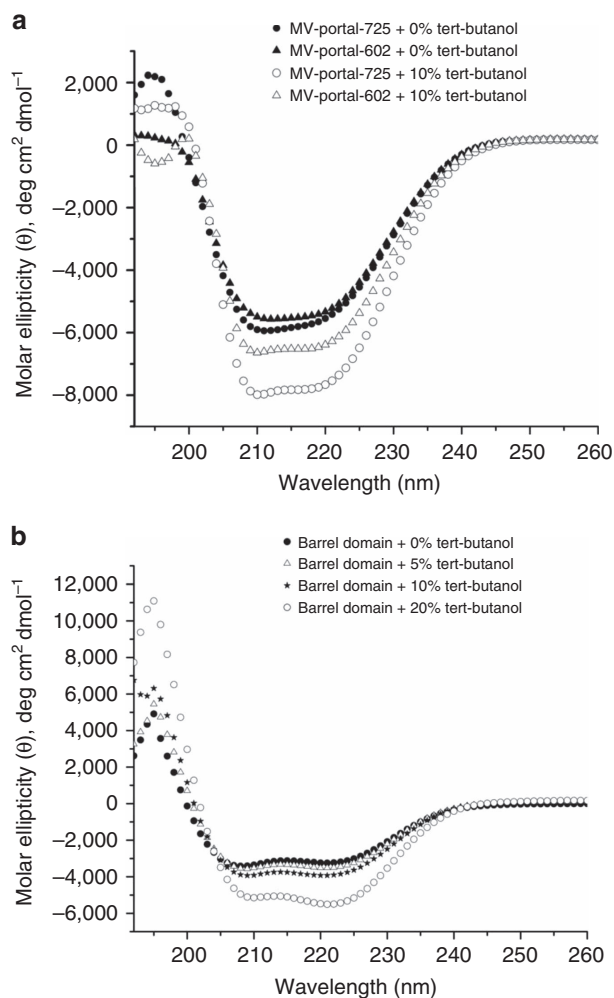 a
MV-portal-725 + 0% tert-butanol
MV-portal-602 + 0% tert-butanol
MV-portal-725 + 10% tert-butanol
MV-portal-602 + 10% tert-butanol
2,000
0
−2,000
−4,000
−6,000
−8,000
Molar ellipticity (θ), deg cm² dmol⁻¹
200 210 220 230 240 250 260
Wavelength (nm)
b
Barrel domain + 0% tert-butanol
Barrel domain + 5% tert-butanol
Barrel domain + 10% tert-butanol
Barrel domain + 20% tert-butanol
12,000
10,000
8,000
6,000
4,000
2,000
0
−2,000
−4,000
−6,000
Molar ellipticity (θ), deg cm² dmol⁻¹
200 210 220 230 240 250 260
Wavelength (nm)